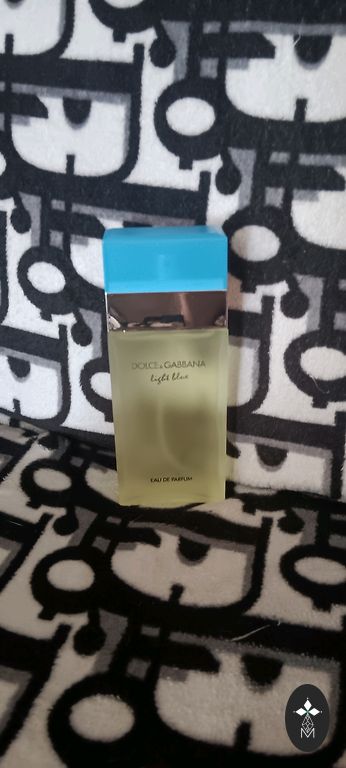 DOLCE & GABBANA
light blue
EAU DE PARFUM